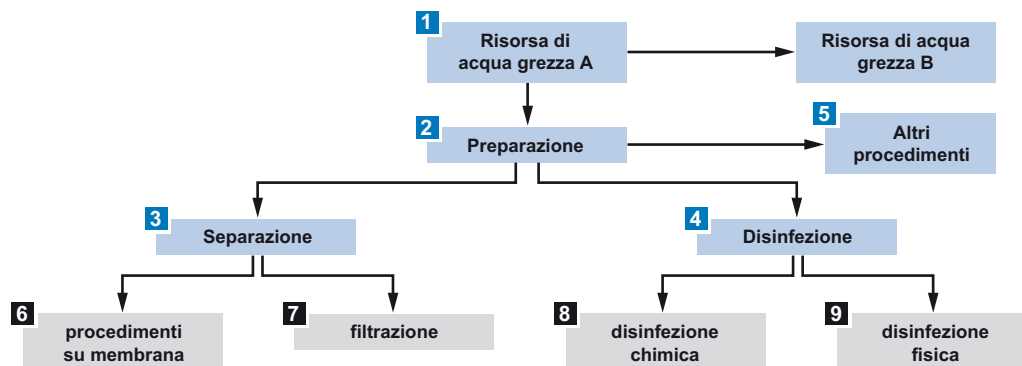 1
Risorsa di
acqua grezza A
Risorsa di acqua
grezza B
2
Preparazione
5
Altri
procedimenti
3
Separazione
4
Disinfezione
6
procedimenti
su membrana
7
filtrazione
8
disinfezione
chimica
9
disinfezione
fisica